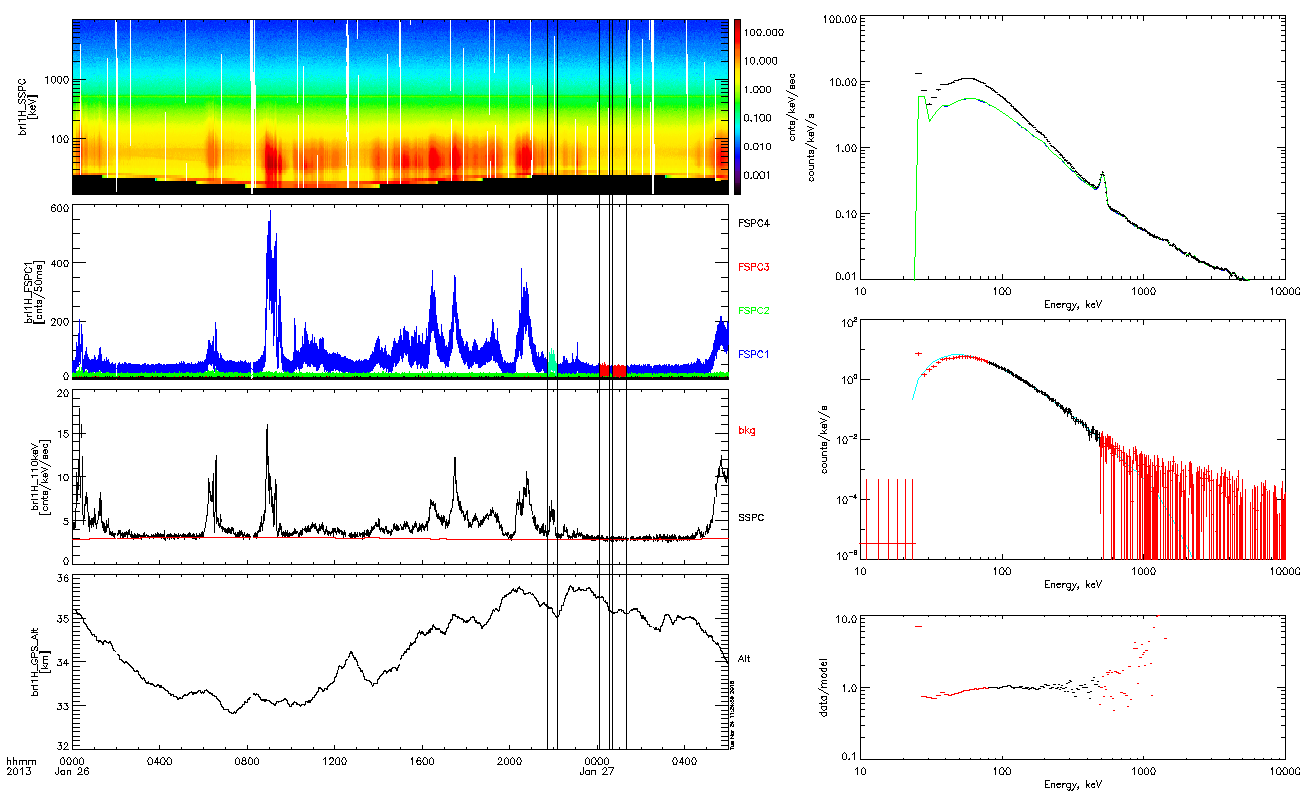 brl1H_SSPC
[keV]
1000
100
100.000
10.000
1.000
0.100
0.010
0.001
cnts/keV/sec
brl1H_FSPC1
[cnts/50ms]
600
400
200
0
FSPC4
FSPC3
FSPC2
FSPC1
brl1H_110keV
[cnts/keV/sec]
20
15
10
5
0
bkg
SSPC
brl1H_GPS_Alt
[km]
36
35
34
33
32
Alt
hhmm
2013
0000 0400 0800 1200 1600 2000 0000 0400
Jan 26 Jan 27
counts/keV/s
100.00
10.00
1.00
0.10
0.01
10 100 1000 10000
Energy, keV
counts/keV/s
10^2
10^0
10^-2
10^-4
10^-6
10 100 1000 10000
Energy, keV
data/model
10.0
1.0
0.1
10 100 1000 10000
Energy, keV